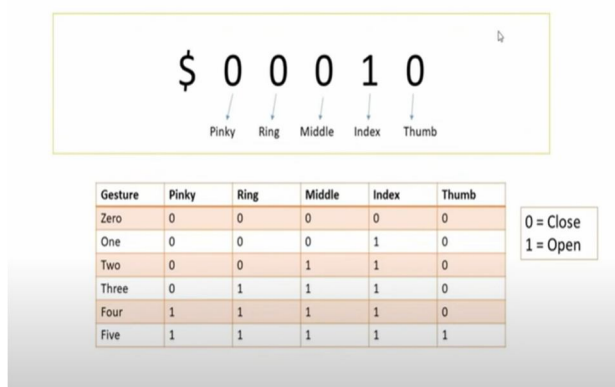 $ 0 0 0 1 0
Pinky Ring Middle Index Thumb
Gesture Pinky Ring Middle Index Thumb
Zero 0 0 0 0 0
One 0 0 0 1 0
Two 0 0 1 1 0
Three 0 1 1 1 0
Four 1 1 1 1 0
Five 1 1 1 1 1
0 = Close
1 = Open